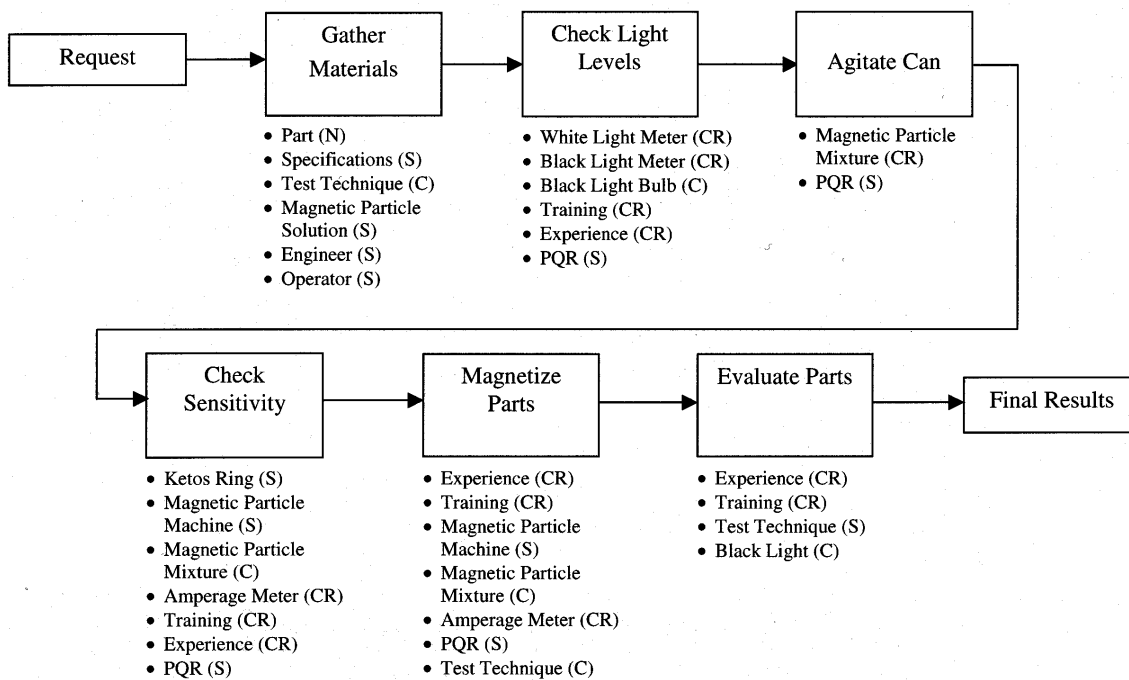 Request
Gather
Materials
Check Light
Levels
Agitate Can
• Part (N)
• Specifications (S)
• Test Technique (C)
• Magnetic Particle
Solution (S)
• Engineer (S)
• Operator (S)
• White Light Meter (CR)
• Black Light Meter (CR)
• Black Light Bulb (C)
• Training (CR)
• Experience (CR)
• PQR (S)
• Magnetic Particle
Mixture (CR)
• PQR (S)
Check
Sensitivity
Magnetize
Parts
Evaluate Parts
Final Results
• Ketos Ring (S)
• Magnetic Particle
Machine (S)
• Magnetic Particle
Mixture (C)
• Amperage Meter (CR)
• Training (CR)
• Experience (CR)
• PQR (S)
• Experience (CR)
• Training (CR)
• Magnetic Particle
Machine (S)
• Magnetic Particle
Mixture (C)
• Amperage Meter (CR)
• PQR (S)
• Test Technique (C)
• Experience (CR)
• Training (CR)
• Test Technique (S)
• Black Light (C)